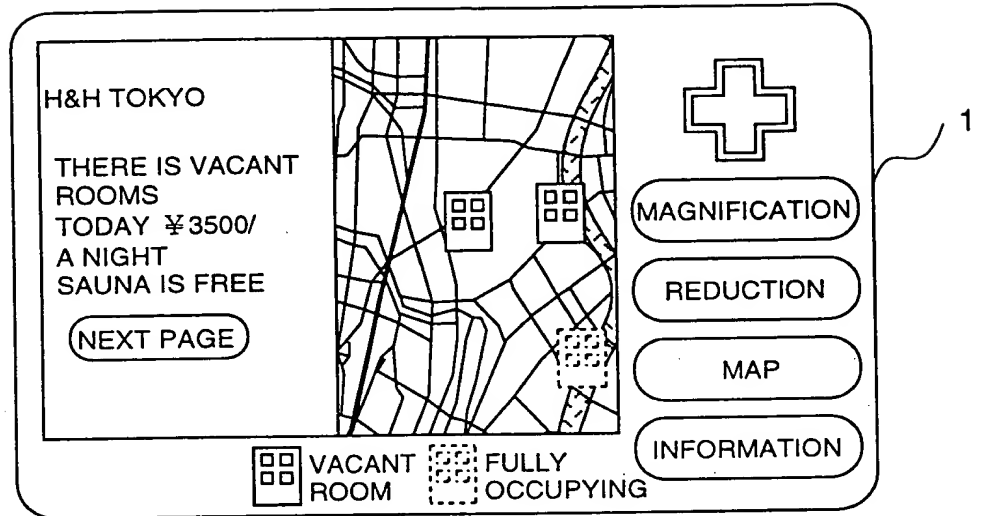 H&H TOKYO
THERE IS VACANT
ROOMS
TODAY ¥3500/
A NIGHT
SAUNA IS FREE
NEXT PAGE
MAGNIFICATION
REDUCTION
MAP
INFORMATION
VACANT
ROOM
FULLY
OCCUPYING
1